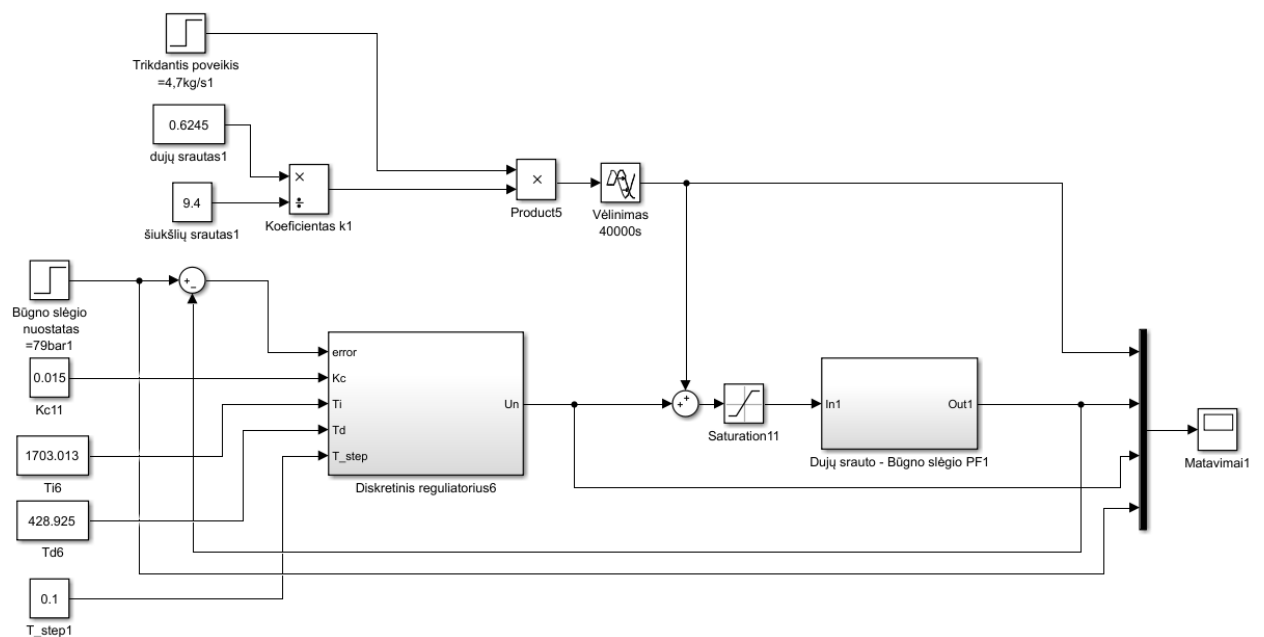 Trikdantis poveikis
=4,7kg/s1
0.6245
dujų srautas1
9.4
šiukšlių srautas1
×
÷
Koeficientas k1
×
Product5
Vėlinimas
40000s
+
−
Būgno slėgio
nuostatas
=79bar1
0.015
Kc11
1703.013
Ti6
428.925
Td6
0.1
T_step1
error
Kc
Ti
Td
T_step
Un
Diskretinis reguliatorius6
+
+
Saturation11
In1
Out1
Dujų srauto - Būgno slėgio PF1
Matavimai1